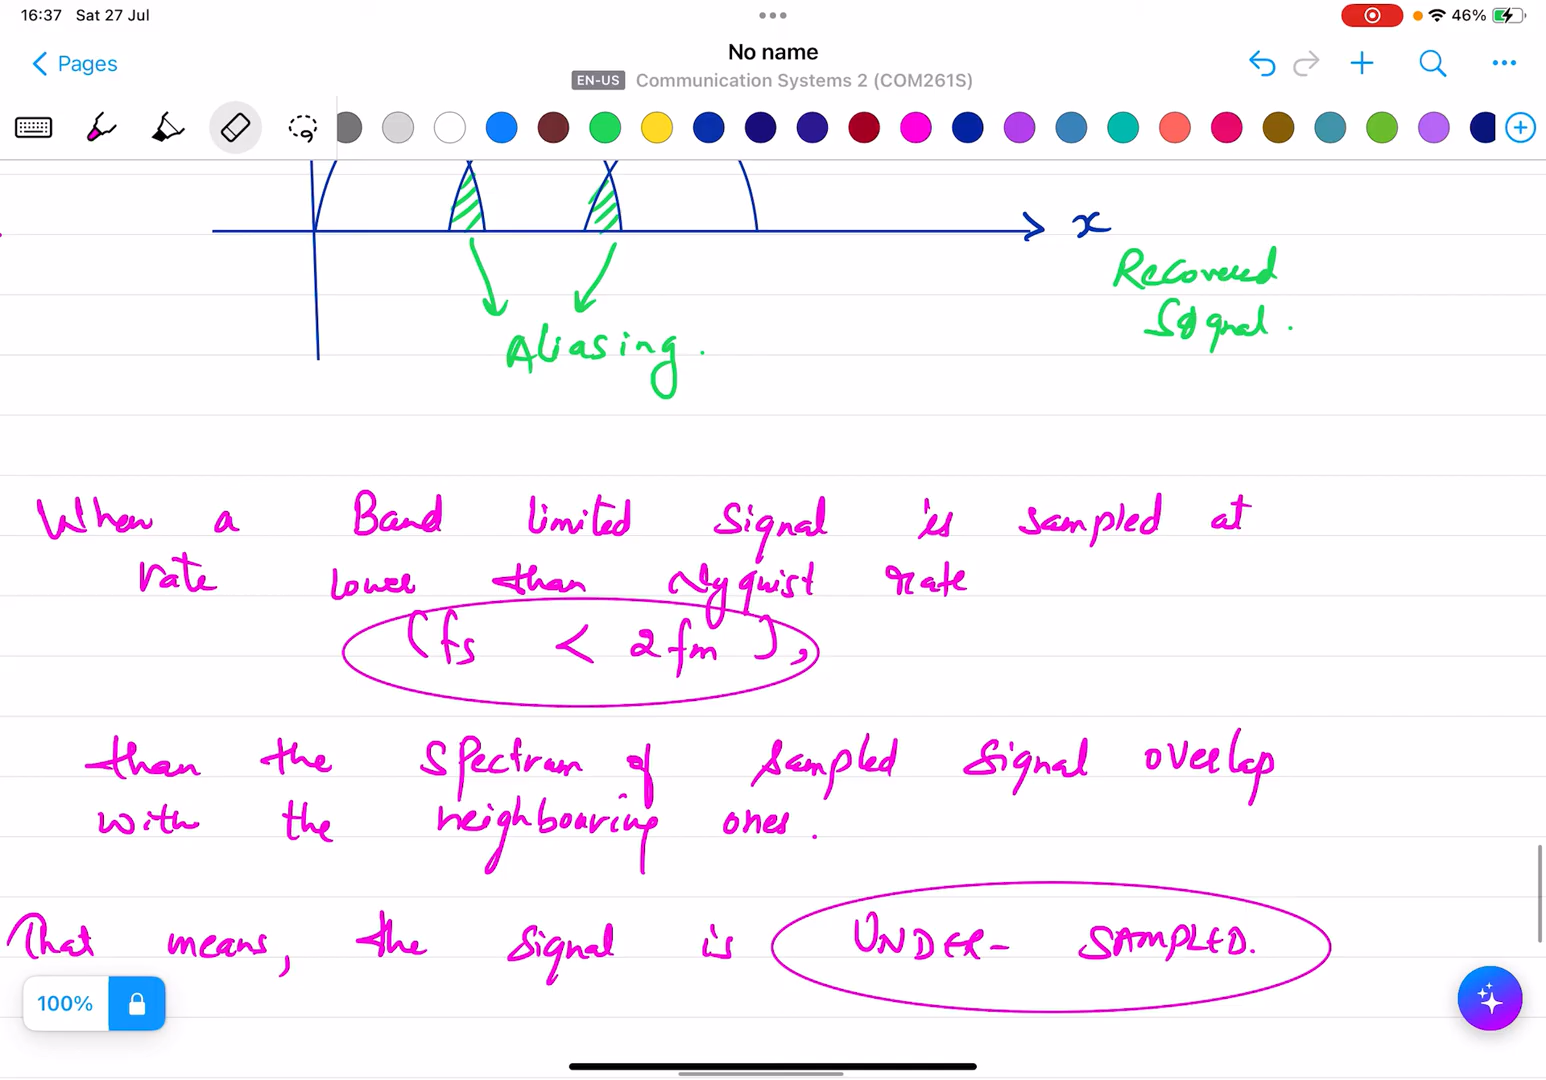 16:37 Sat 27 Jul
46%
Pages
No name
EN-US Communication Systems 2 (COM261S)
x
Recovered
Signal.
Aliasing.
When a Band limited signal is sampled at
rate lower than Nyquist rate
(fs < 2fm),
than the spectrum of sampled signal overlap
with the neighbouring ones.
That means, the signal is UNDER- SAMPLED.
100%